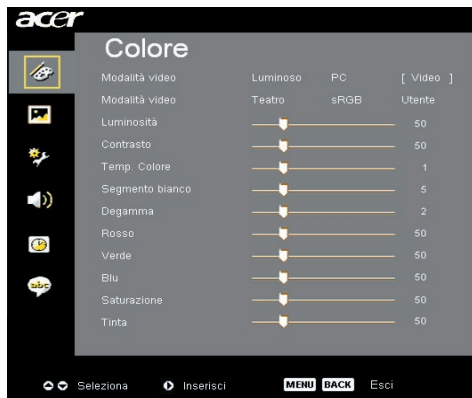 acer
Colore
Modalità video Luminoso PC [ Video ]
Modalità video Teatro sRGB Utente
Luminosità 50
Contrasto 50
Temp. Colore 1
Segmento bianco 5
Degamma 2
Rosso 50
Verde 50
Blu 50
Saturazione 50
Tinta 50
abc
Seleziona Inserisci MENU BACK Esci